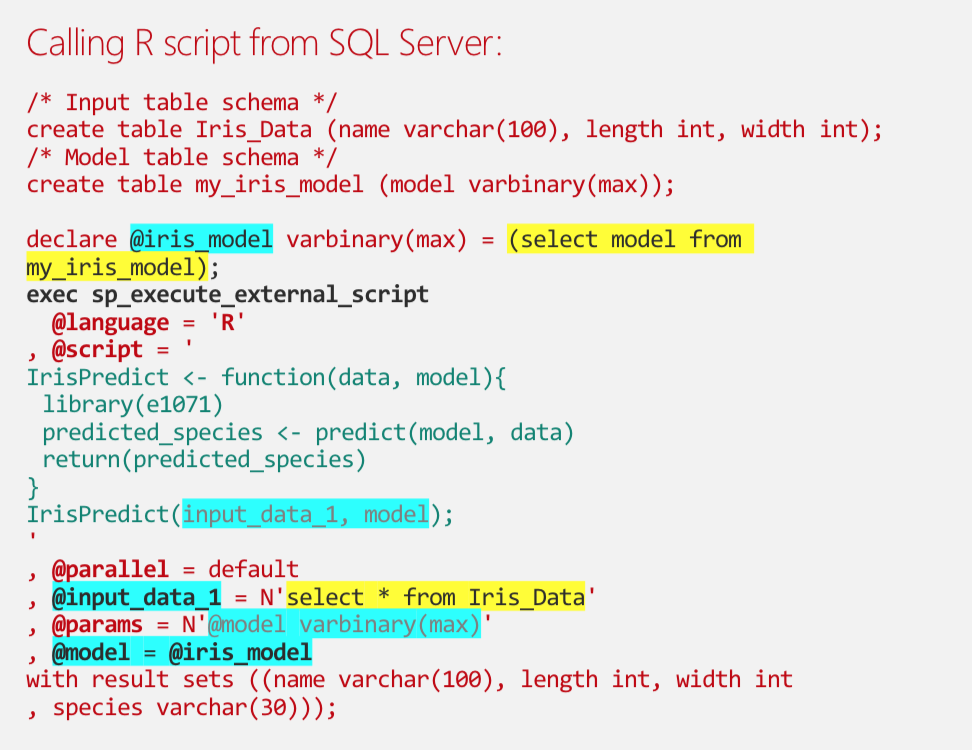 Calling R script from SQL Server:
/* Input table schema */
create table Iris_Data (name varchar(100), length int, width int);
/* Model table schema */
create table my_iris_model (model varbinary(max));
declare @iris_model varbinary(max) = (select model from
my_iris_model);
exec sp_execute_external_script
@language = 'R'
, @script = '
IrisPredict <- function(data, model){
library(e1071)
predicted_species <- predict(model, data)
return(predicted_species)
}
IrisPredict(input_data_1, model);
'
, @parallel = default
, @input_data_1 = N'select * from Iris_Data'
, @params = N'@model varbinary(max)'
, @model = @iris_model
with result sets ((name varchar(100), length int, width int
, species varchar(30)));